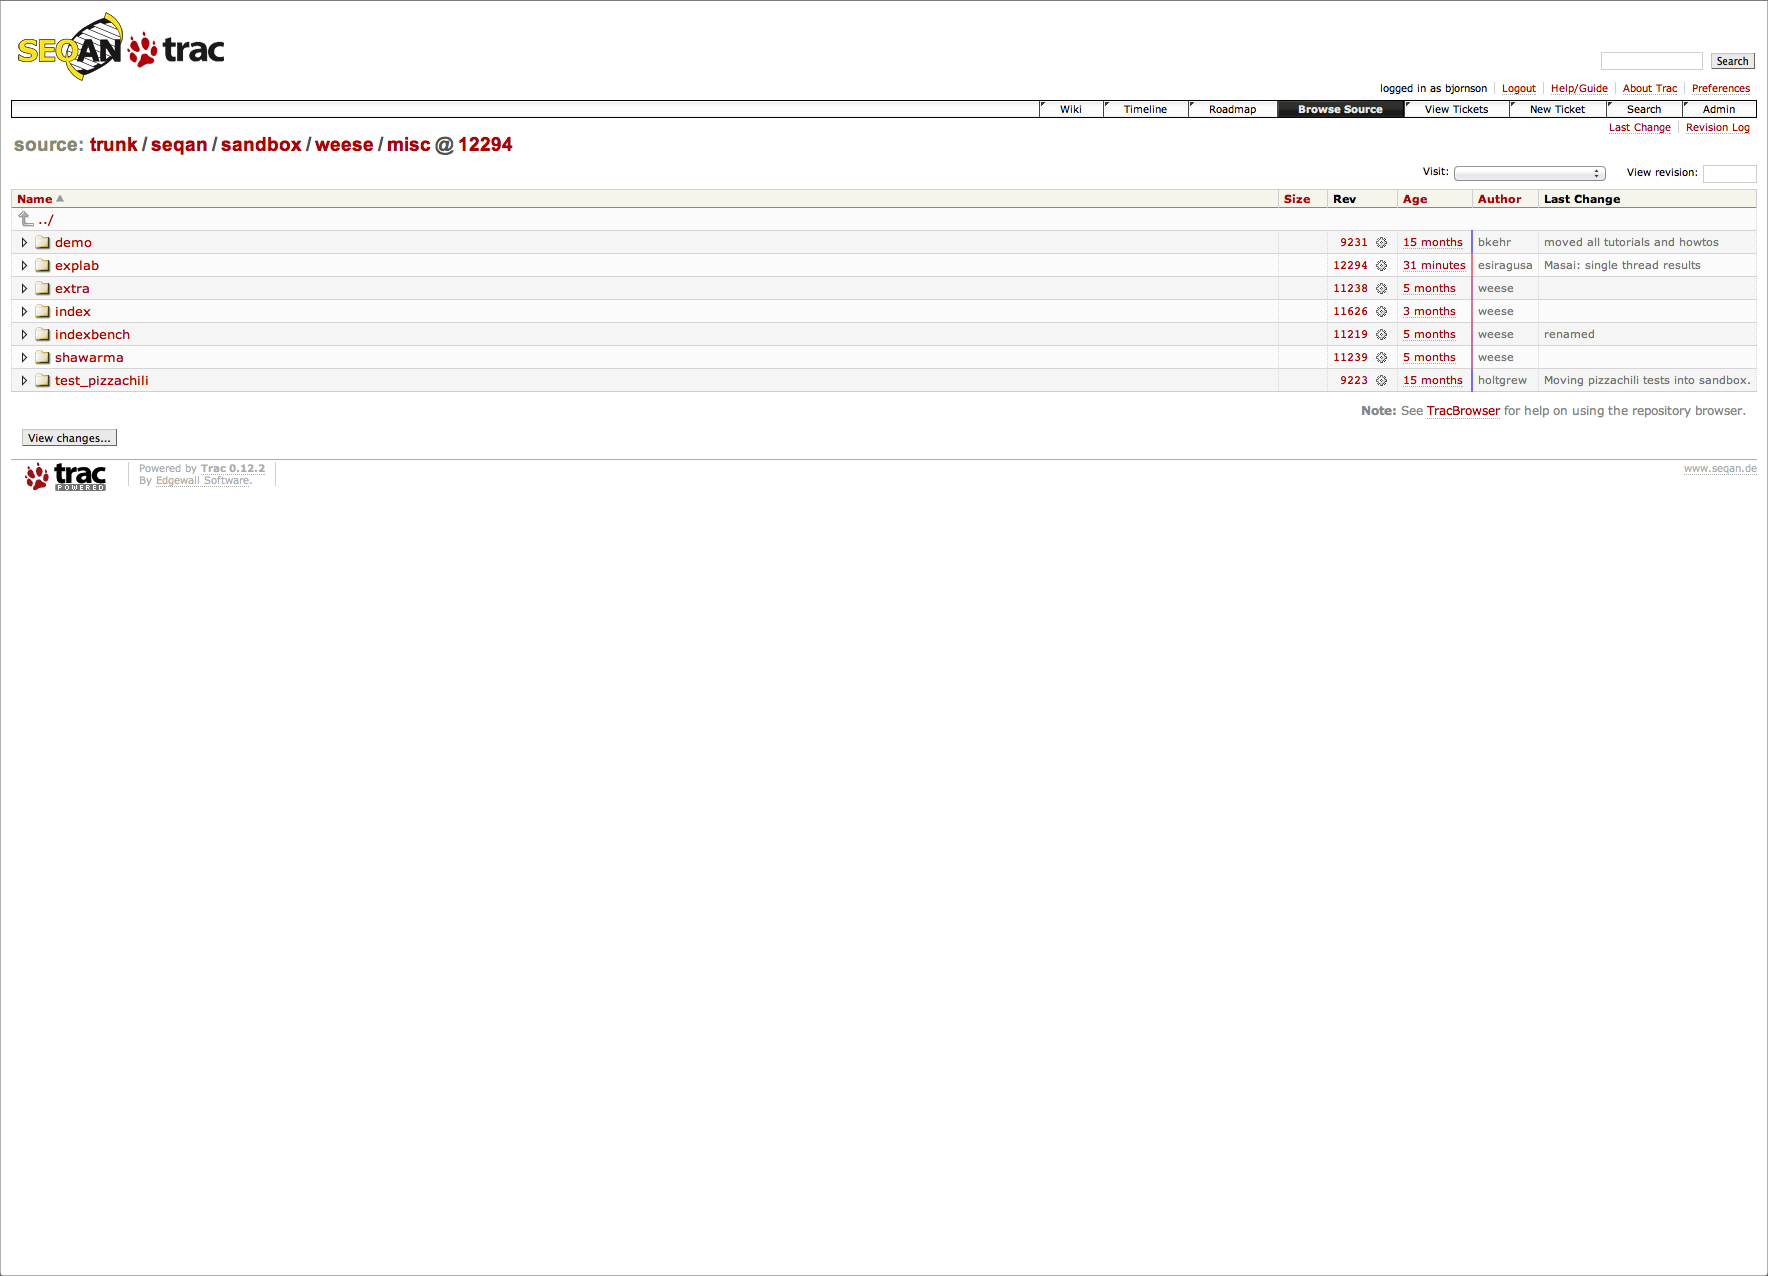 SEQAN trac
Search
logged in as bjornson Logout Help/Guide About Trac Preferences
Wiki Timeline Roadmap Browse Source View Tickets New Ticket Search Admin
Last Change Revision Log
source: trunk / seqan / sandbox / weese / misc @ 12294
Visit: View revision:
Name Size Rev Age Author Last Change
../
demo 9231 15 months bkehr moved all tutorials and howtos
explab 12294 31 minutes esiragusa Masai: single thread results
extra 11238 5 months weese
index 11626 3 months weese
indexbench 11219 5 months weese renamed
shawarma 11239 5 months weese
test_pizzachili 9223 15 months holtgrew Moving pizzachili tests into sandbox.
Note: See TracBrowser for help on using the repository browser.
View changes...
trac POWERED
Powered by Trac 0.12.2
By Edgewall Software.
www.seqan.de